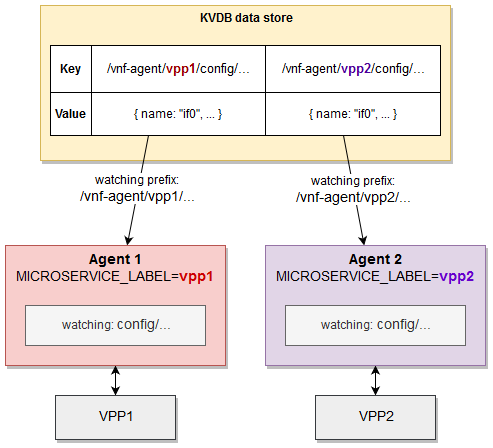 KVDB data store
Key
/vnf-agent/vpp1/config/...
/vnf-agent/vpp2/config/...
Value
{ name: "if0", ... }
{ name: "if0", ... }
watching prefix:
/vnf-agent/vpp1/...
watching prefix:
/vnf-agent/vpp2/...
Agent 1
MICROSERVICE_LABEL=vpp1
watching: config/...
Agent 2
MICROSERVICE_LABEL=vpp2
watching: config/...
VPP1
VPP2